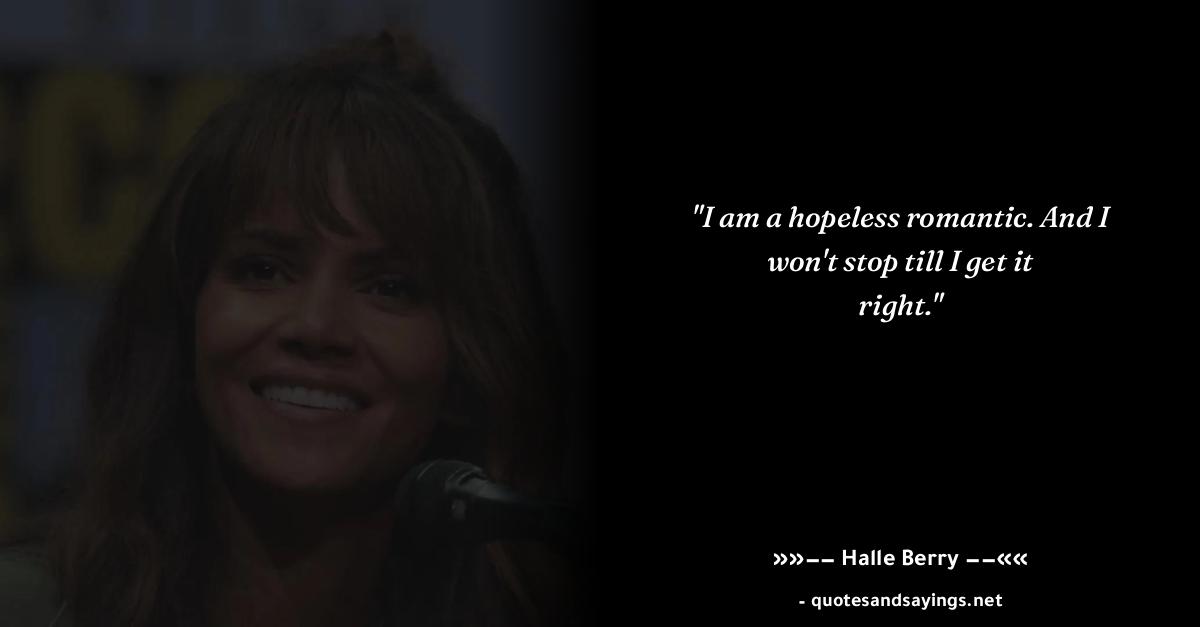 "I am a hopeless romantic. And I
won't stop till I get it
right."
»»–– Halle Berry ––««
- quotesandsayings.net